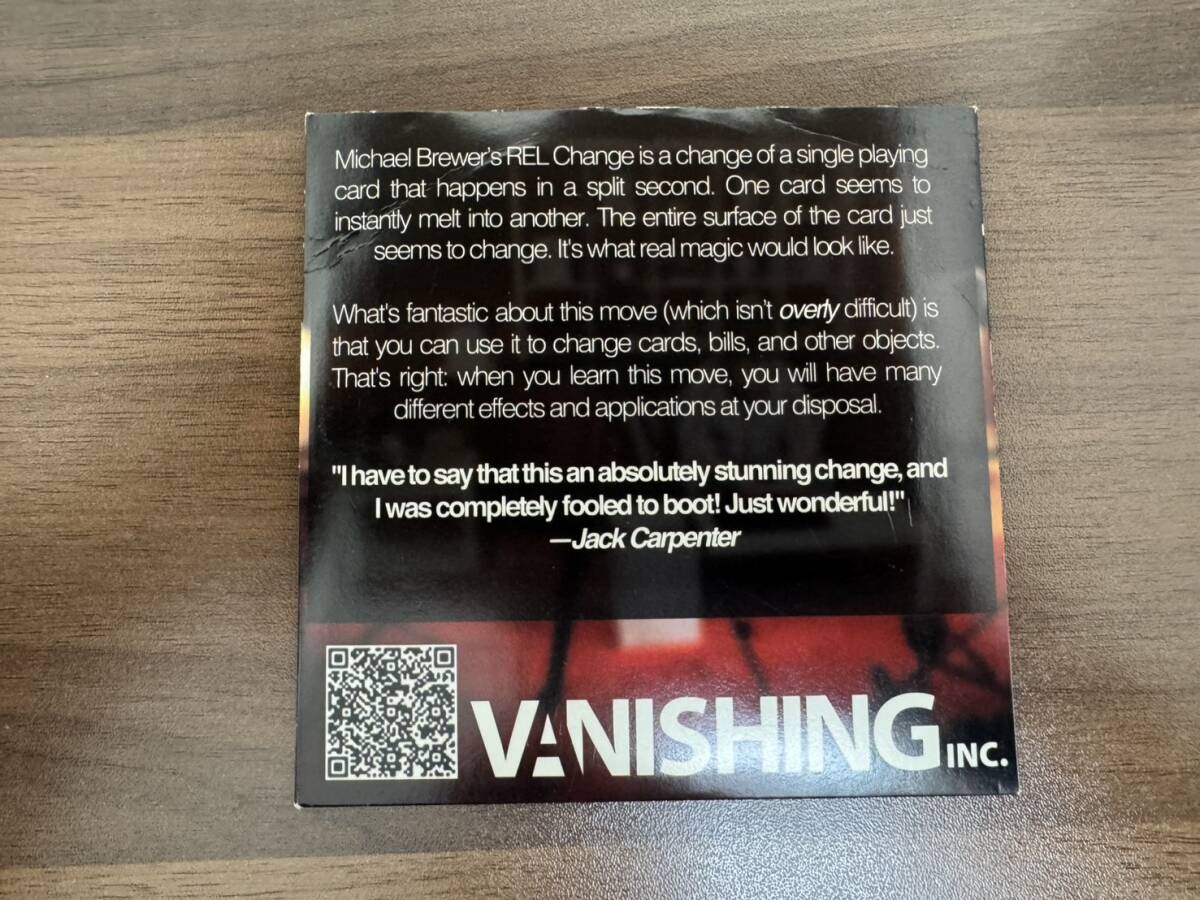 Michael Brewer's REL Change is a change of a single playing
card that happens in a split second. One card seems to
instantly melt into another. The entire surface of the card just
seems to change. It's what real magic would look like.
What's fantastic about this move (which isn't overly difficult) is
that you can use it to change cards, bills, and other objects.
That's right: when you learn this move, you will have many
different effects and applications at your disposal.
"I have to say that this an absolutely stunning change, and
I was completely fooled to boot! Just wonderful!"
—Jack Carpenter
VANISHING INC.